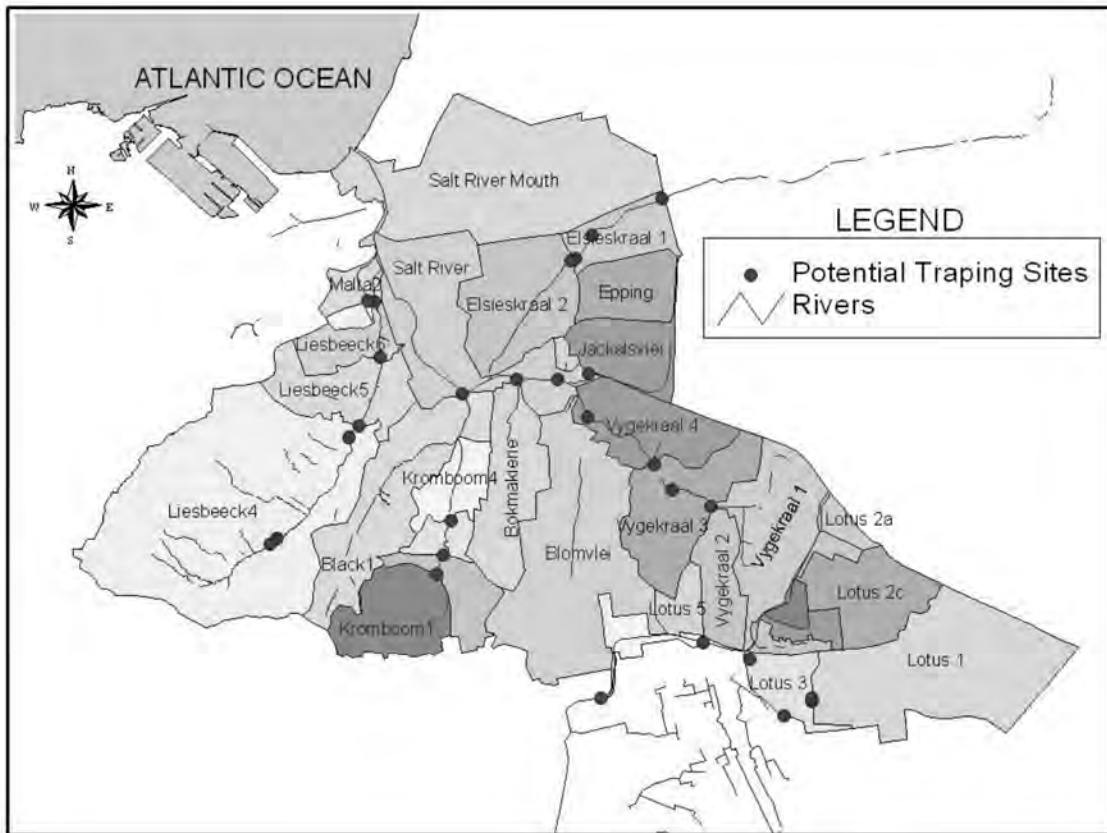 ATLANTIC OCEAN
N
W E
S
Salt River Mouth
LEGEND
Potential Traping Sites
Rivers
Elsieskraal 1
Salt River
Malta2
Elsieskraal 2
Epping
Liesbeeck6
Jackalsvlei
Liesbeeck5
Vygekraal 4
Kromboom4
Bokmakierie
Liesbeeck4
Vygekraal 3
Vygekraal 2
Vygekraal 1
Lotus 2a
Blomvlei
Black1
Lotus 5
Lotus 2c
Kromboom1
Lotus 1
Lotus 3